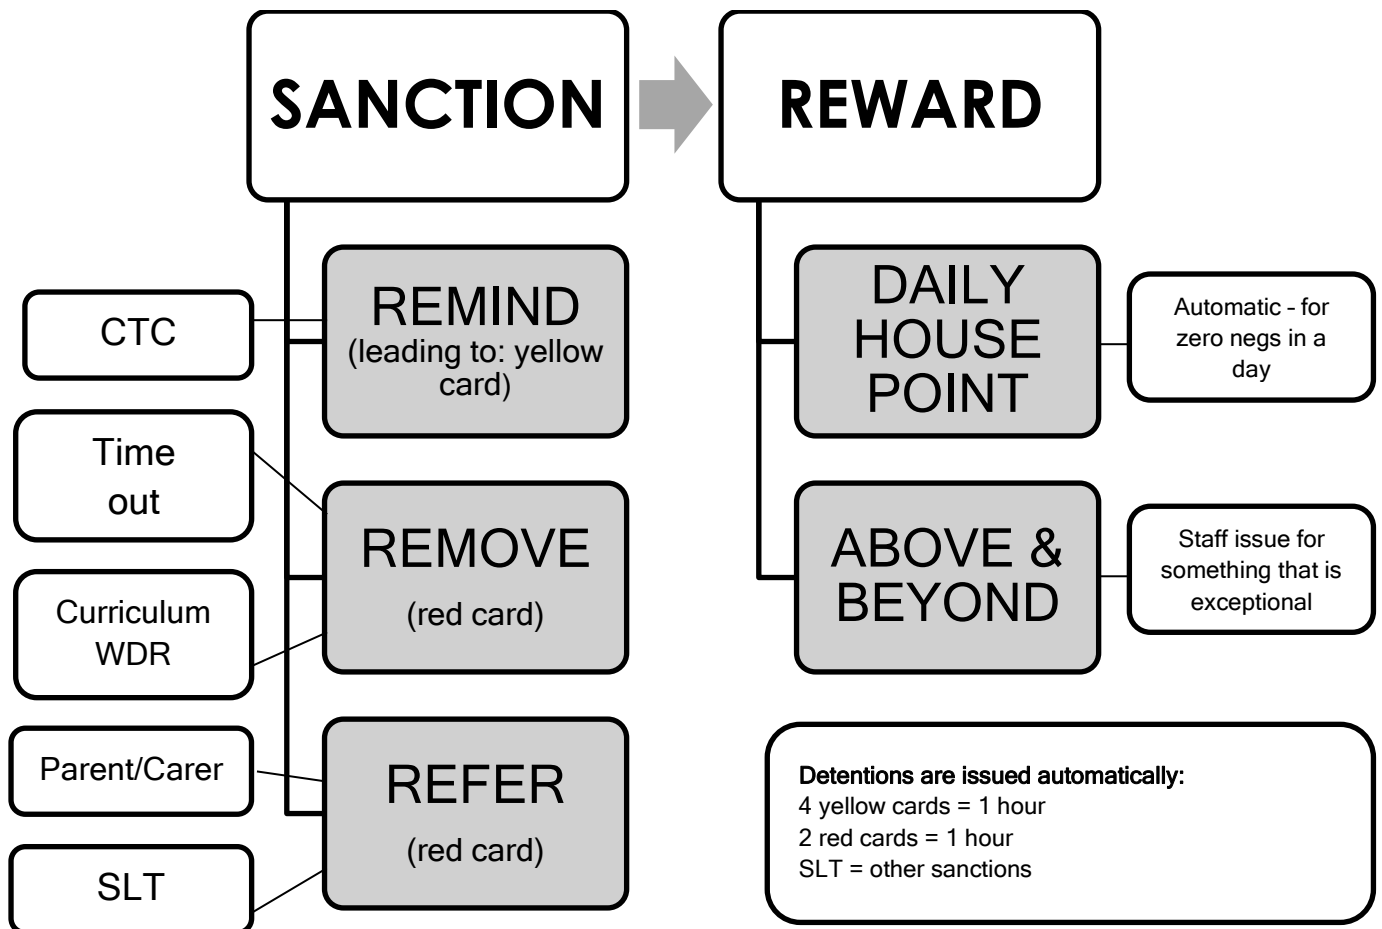 SANCTION
REWARD
CTC
REMIND
(leading to: yellow
card)
Time
out
REMOVE
(red card)
Curriculum
WDR
Parent/Carer
REFER
(red card)
SLT
DAILY
HOUSE
POINT
Automatic - for
zero negs in a
day
ABOVE &
BEYOND
Staff issue for
something that is
exceptional
Detentions are issued automatically:
4 yellow cards = 1 hour
2 red cards = 1 hour
SLT = other sanctions